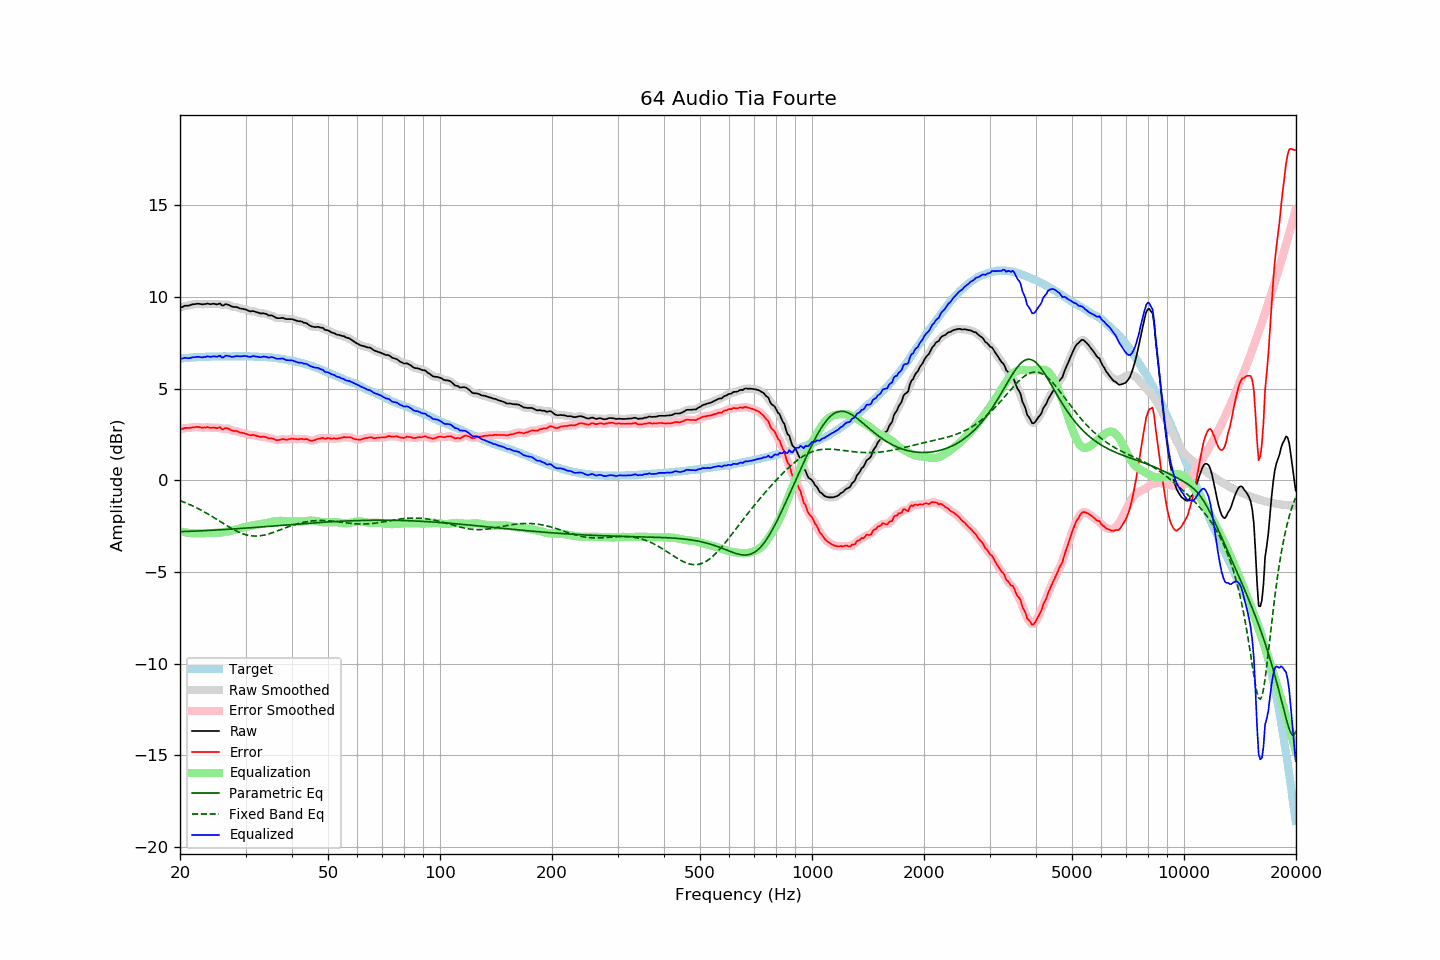 64 Audio Tia Fourte
Amplitude (dBr)
15
10
5
0
−5
−10
−15
−20
Target
Raw Smoothed
Error Smoothed
Raw
Error
Equalization
Parametric Eq
Fixed Band Eq
Equalized
20 50 100 200 500 1000 2000 5000 10000 20000
Frequency (Hz)